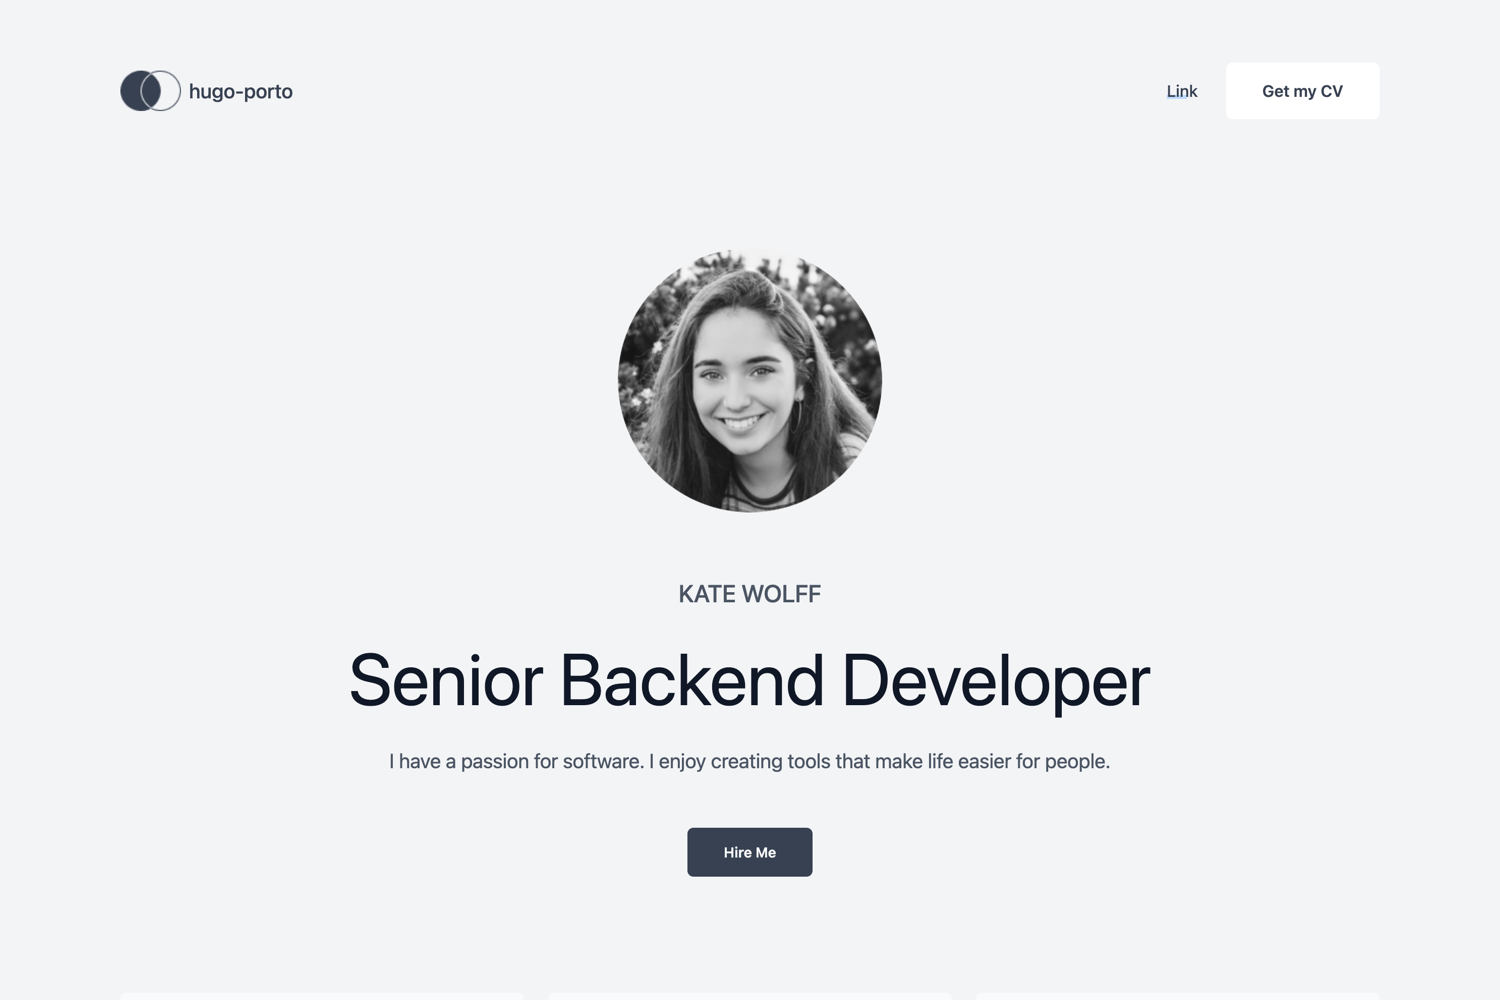 hugo-porto
Link
Get my CV
KATE WOLFF
Senior Backend Developer
I have a passion for software. I enjoy creating tools that make life easier for people.
Hire Me